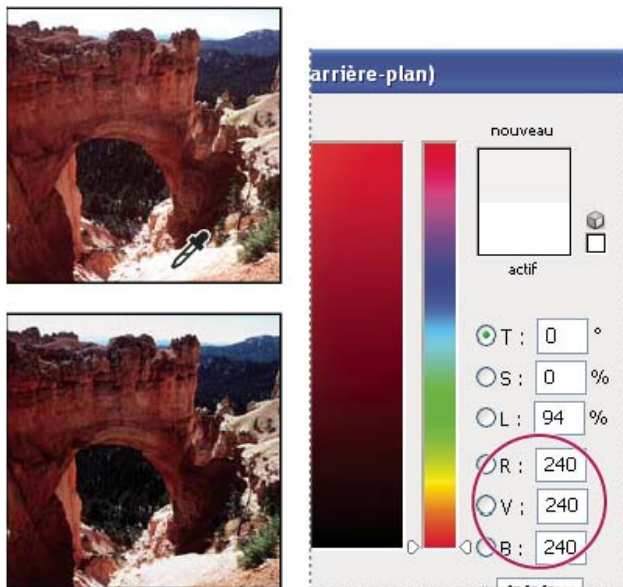 arrière-plan)
nouveau
actif
T : 0 °
S : 0 %
L : 94 %
R : 240
V : 240
B : 240